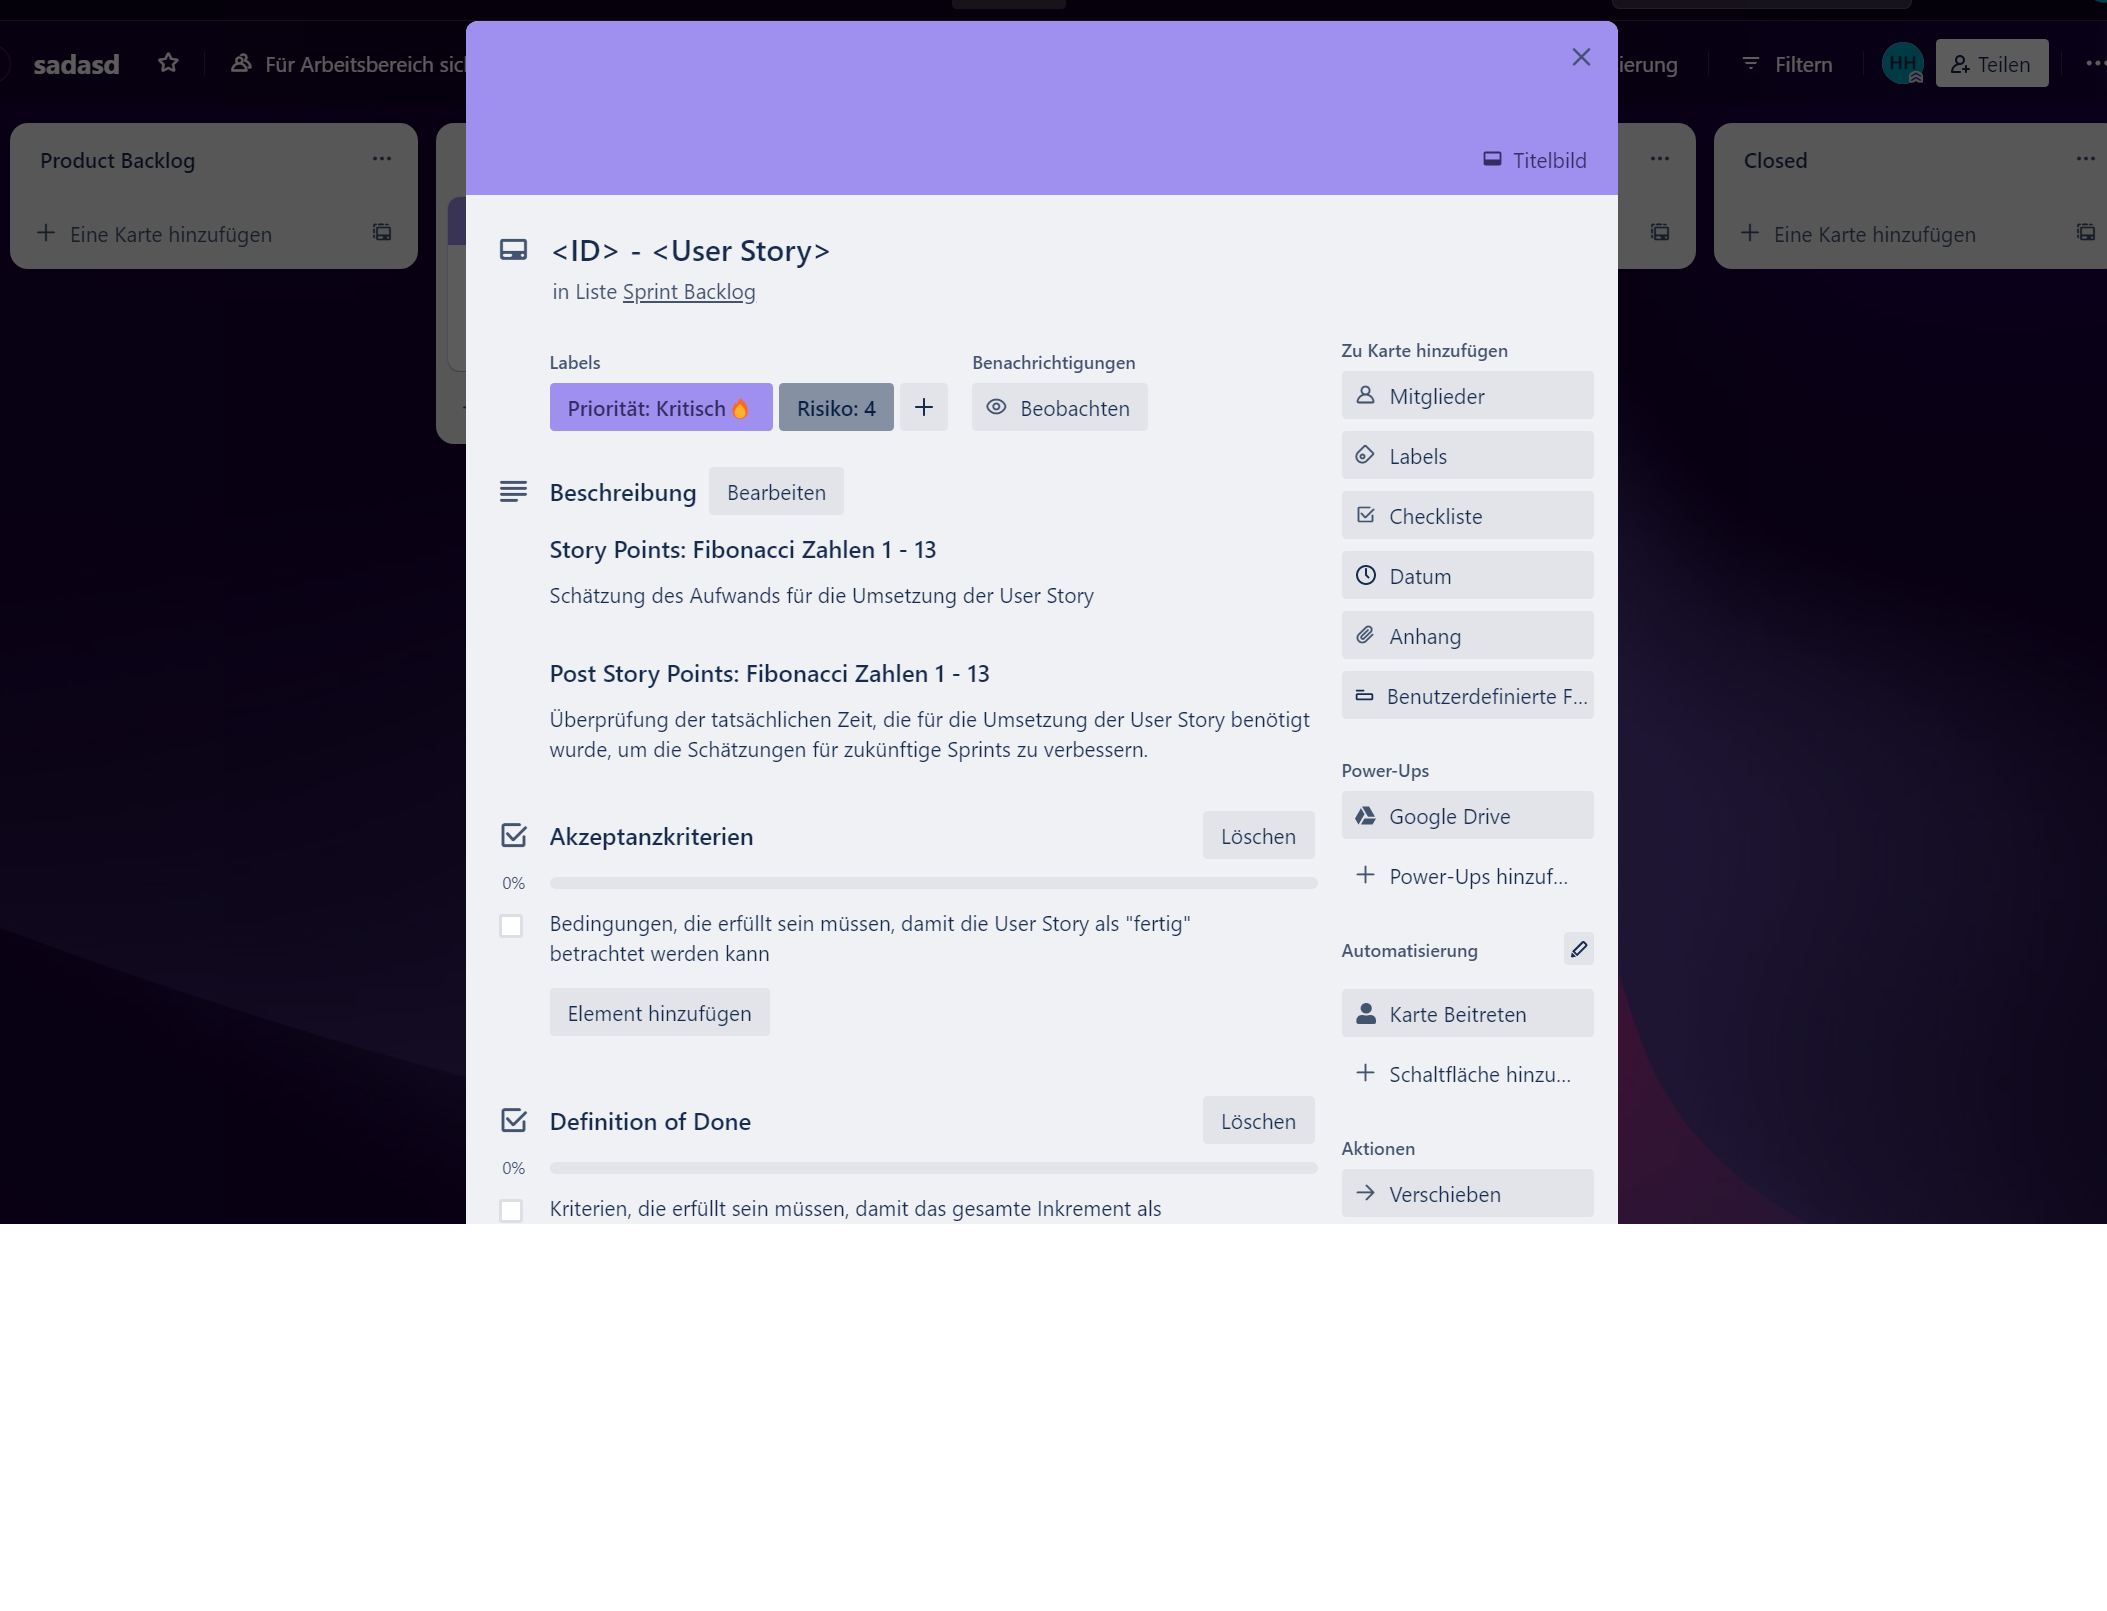 sadasd
Für Arbeitsbereich sic
ierung
Filtern
HH
Teilen
Product Backlog
Eine Karte hinzufügen
Closed
Eine Karte hinzufügen
Titelbild
<ID> - <User Story>
in Liste Sprint Backlog
Labels
Priorität: Kritisch🔥
Risiko: 4
Benachrichtigungen
Beobachten
Beschreibung
Bearbeiten
Story Points: Fibonacci Zahlen 1 - 13
Schätzung des Aufwands für die Umsetzung der User Story
Post Story Points: Fibonacci Zahlen 1 - 13
Überprüfung der tatsächlichen Zeit, die für die Umsetzung der User Story benötigt
wurde, um die Schätzungen für zukünftige Sprints zu verbessern.
Akzeptanzkriterien
Löschen
0%
Bedingungen, die erfüllt sein müssen, damit die User Story als "fertig"
betrachtet werden kann
Element hinzufügen
Definition of Done
Löschen
0%
Kriterien, die erfüllt sein müssen, damit das gesamte Inkrement als
Zu Karte hinzufügen
Mitglieder
Labels
Checkliste
Datum
Anhang
Benutzerdefinierte F...
Power-Ups
Google Drive
Power-Ups hinzuf...
Automatisierung
Karte Beitreten
Schaltfläche hinzu...
Aktionen
Verschieben